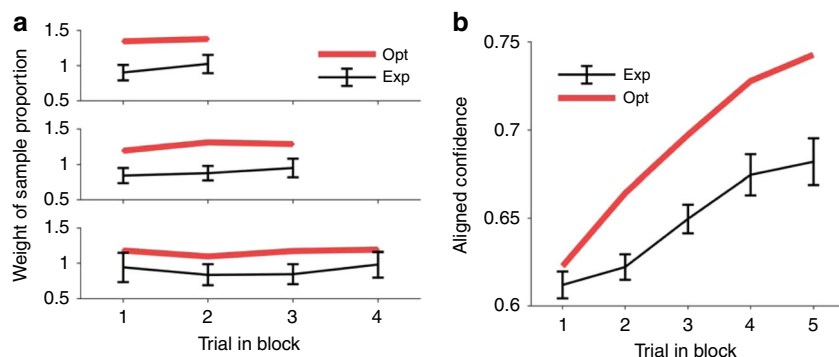 a
Weight of sample proportion
1.5
1
0.5
Opt
Exp
1.5
1
0.5
1.5
1
0.5
1 2 3 4
Trial in block
b
Aligned confidence
0.75
0.7
0.65
0.6
Exp
Opt
1 2 3 4 5
Trial in block